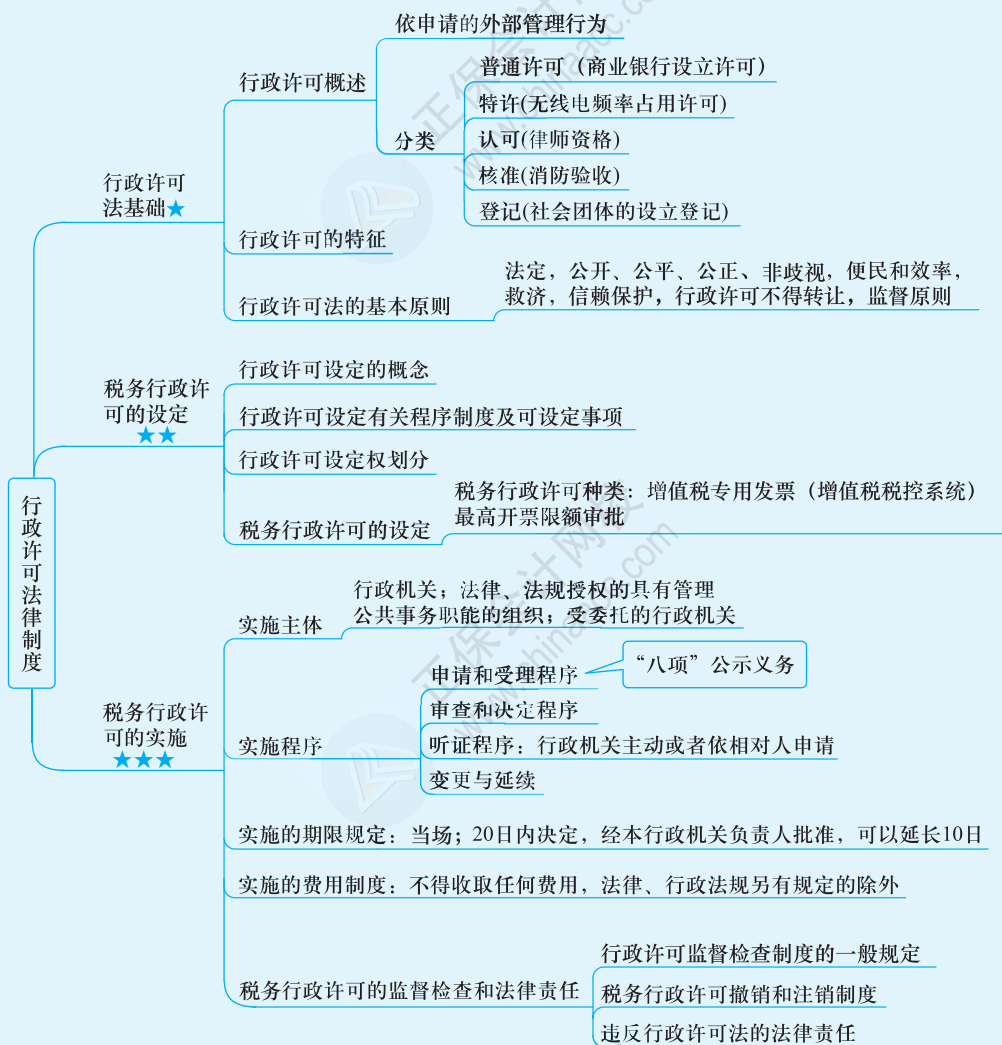 行政许可法律制度
行政许可
法基础★
行政许可概述
依申请的外部管理行为
分类
普通许可（商业银行设立许可）
特许(无线电频率占用许可)
认可(律师资格)
核准(消防验收)
登记(社会团体的设立登记)
行政许可的特征
行政许可法的基本原则
法定，公开、公平、公正、非歧视，便民和效率，
救济，信赖保护，行政许可不得转让，监督原则
税务行政许
可的设定
★★
行政许可设定的概念
行政许可设定有关程序制度及可设定事项
行政许可设定权划分
税务行政许可的设定
税务行政许可种类：增值税专用发票（增值税税控系统）
最高开票限额审批
税务行政许
可的实施
★★★
实施主体
行政机关；法律、法规授权的具有管理
公共事务职能的组织；受委托的行政机关
实施程序
申请和受理程序
“八项”公示义务
审查和决定程序
听证程序：行政机关主动或者依相对人申请
变更与延续
实施的期限规定：当场；20日内决定，经本行政机关负责人批准，可以延长10日
实施的费用制度：不得收取任何费用，法律、行政法规另有规定的除外
税务行政许可的监督检查和法律责任
行政许可监督检查制度的一般规定
税务行政许可撤销和注销制度
违反行政许可法的法律责任
正保会计网校
www.chinaacc.com
正保会计网校
www.chinaacc.com